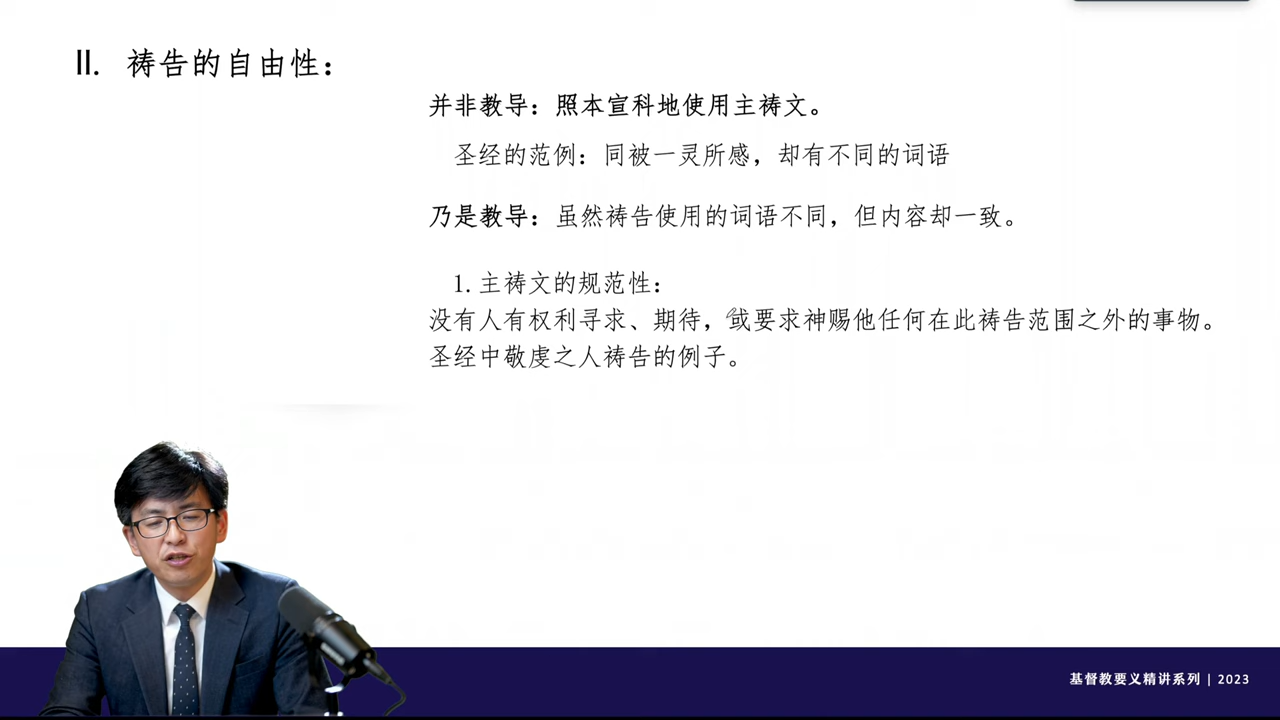 II. 祷告的自由性：
并非教导：照本宣科地使用主祷文。
圣经的范例：同被一灵所感，却有不同的词语
乃是教导：虽然祷告使用的词语不同，但内容却一致。
1. 主祷文的规范性：
没有人有权利寻求、期待，或要求神赐他任何在此祷告范围之外的事物。
圣经中敬虔之人祷告的例子。
基督教要义精讲系列 | 2023